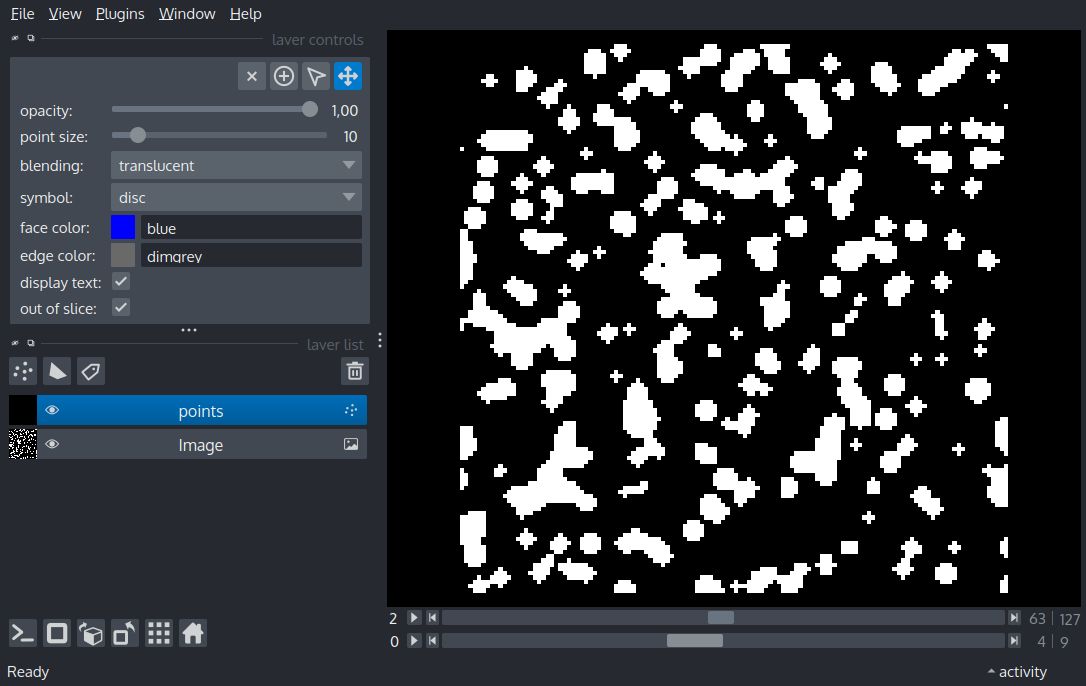 File View Plugins Window Help
layer controls
opacity: 1,00
point size: 10
blending: translucent
symbol: disc
face color: blue
edge color: dimgrey
display text:
out of slice:
layer list
points
Image
2 63 127
0 4 9
Ready activity